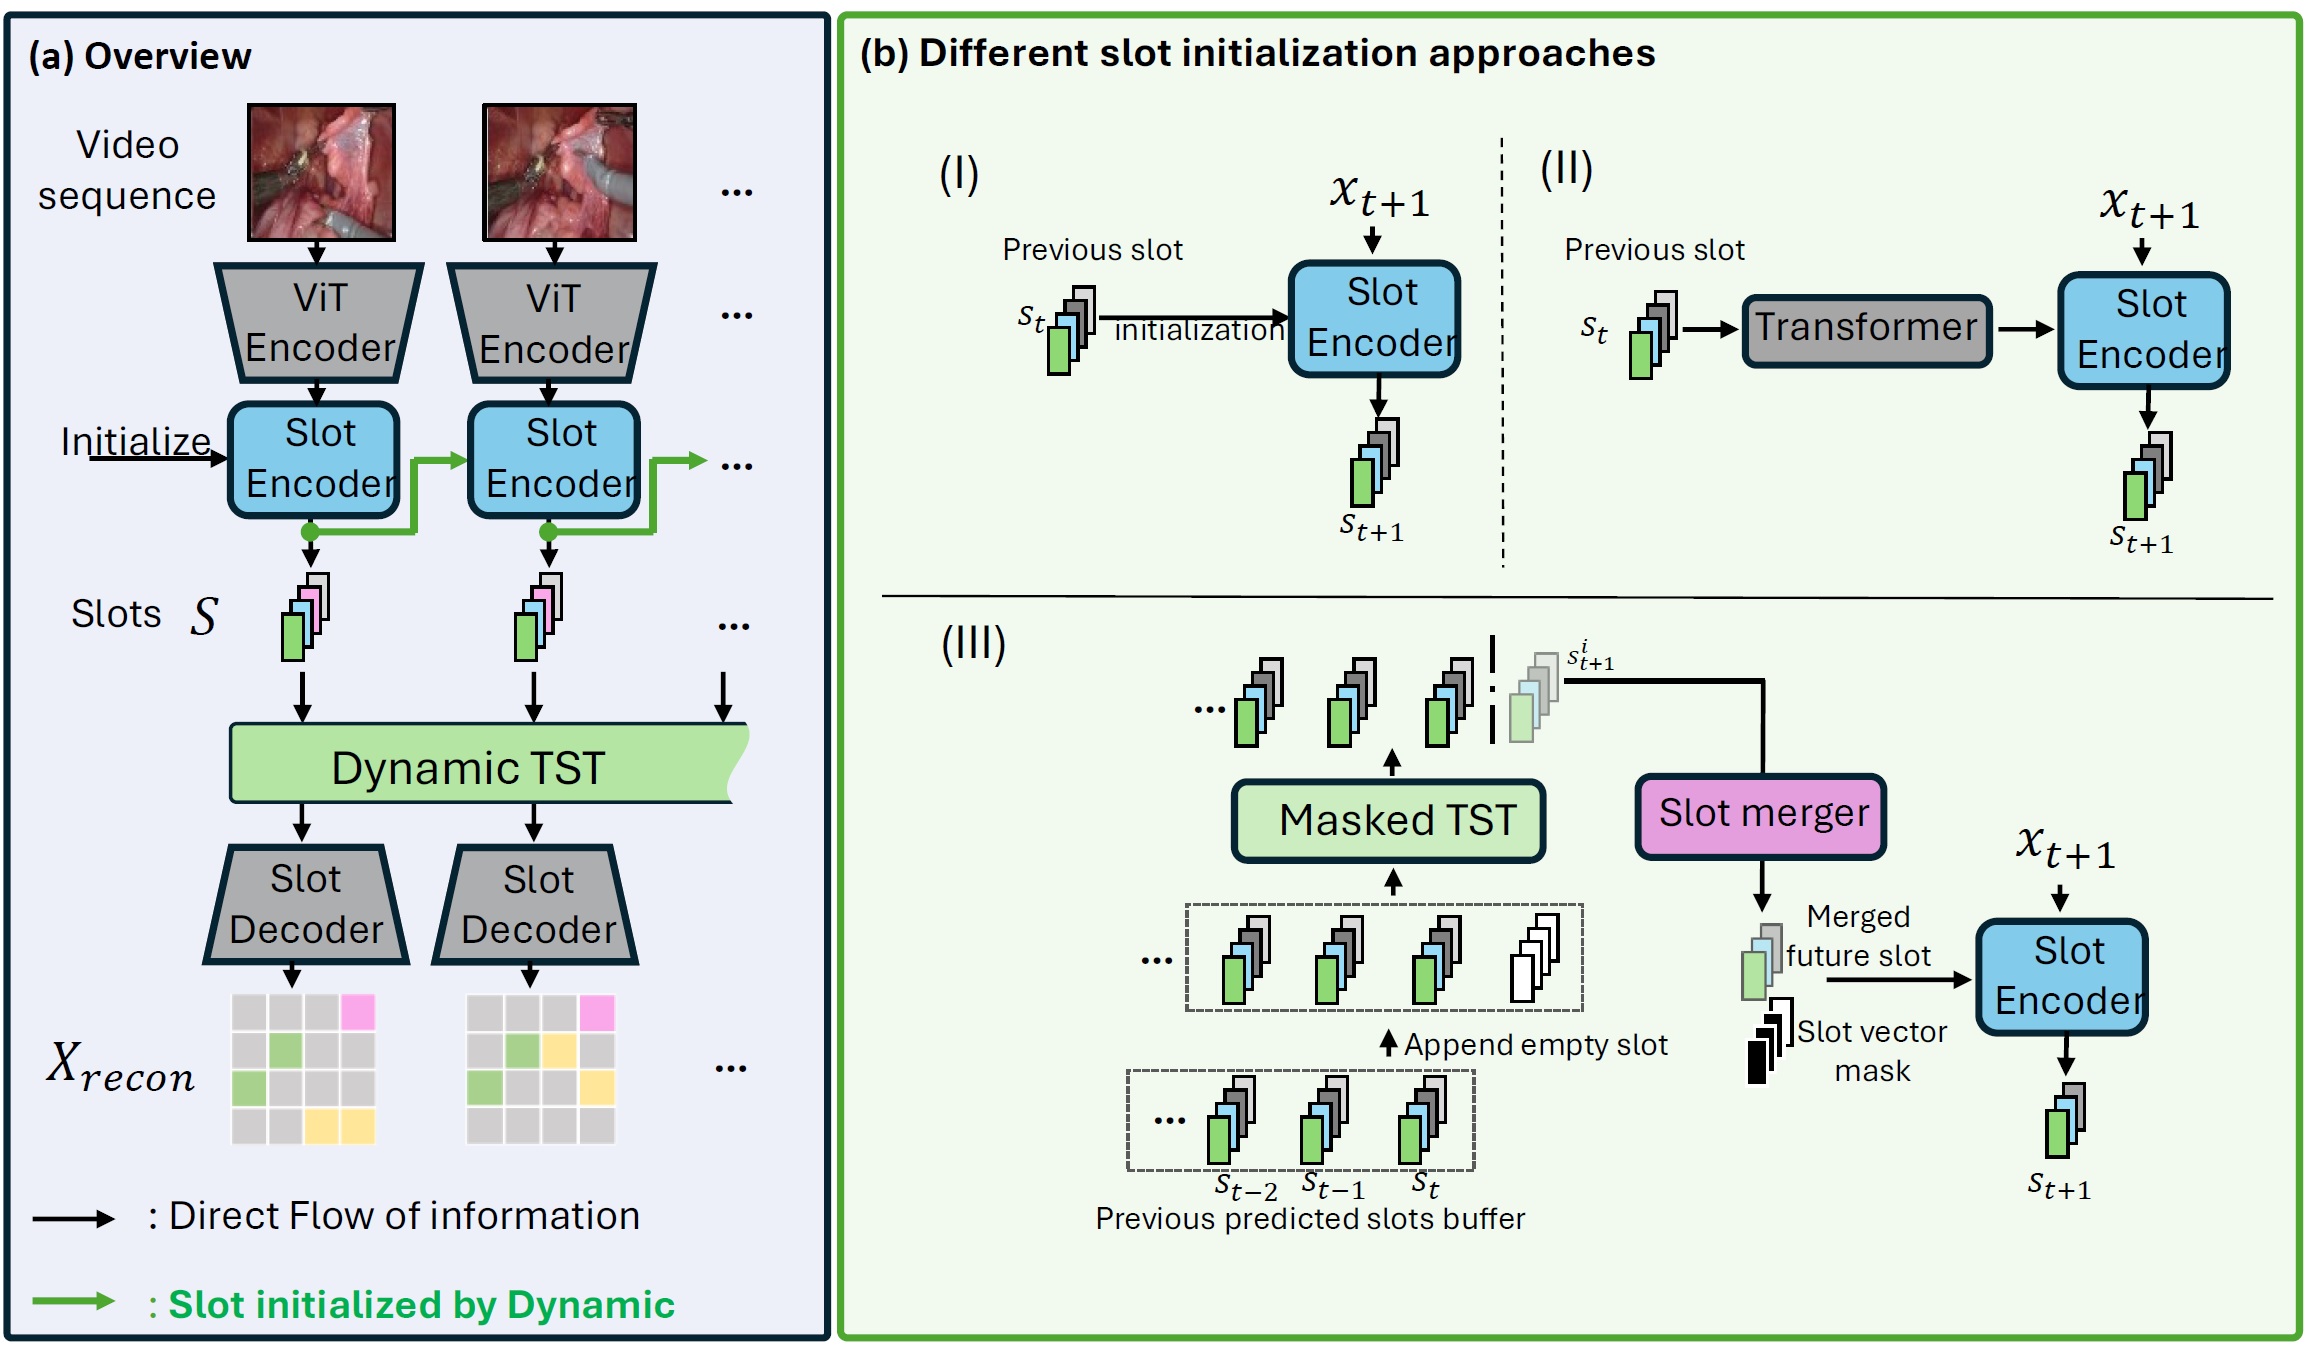 (a) Overview
Video
sequence
...
ViT
Encoder
ViT
Encoder
...
Initialize
Slot
Encoder
Slot
Encoder
...
Slots S
...
Dynamic TST
Slot
Decoder
Slot
Decoder
X_recon
...
: Direct Flow of information
: Slot initialized by Dynamic
(b) Different slot initialization approaches
(I)
x_{t+1}
Previous slot
s_t
initialization
Slot
Encoder
s_{t+1}
(II)
x_{t+1}
Previous slot
s_t
Transformer
Slot
Encoder
s_{t+1}
(III)
...
s^i_{t+1}
Masked TST
Slot merger
...
Append empty slot
...
s_{t-2} s_{t-1} s_t
Previous predicted slots buffer
Merged
future slot
Slot vector
mask
x_{t+1}
Slot
Encoder
s_{t+1}